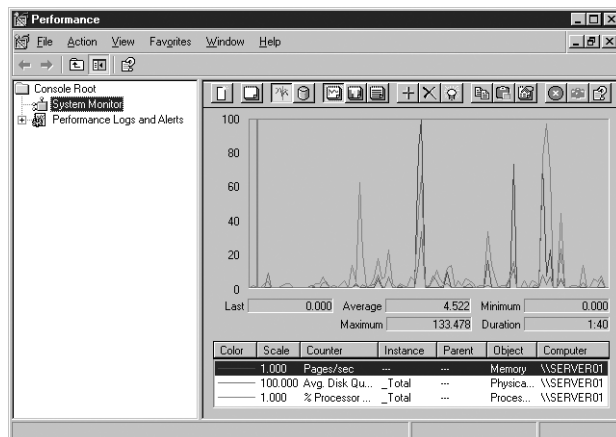 Performance
File Action View Favorites Window Help
Console Root
System Monitor
Performance Logs and Alerts
100
80
60
40
20
0
Last 0.000 Average 4.522 Minimum 0.000
Maximum 133.478 Duration 1:40
Color Scale Counter Instance Parent Object Computer
1.000 Pages/sec --- --- Memory \\SERVER01
100.000 Avg. Disk Qu... _Total --- Physica... \\SERVER01
1.000 % Processor ... _Total --- Proces... \\SERVER01